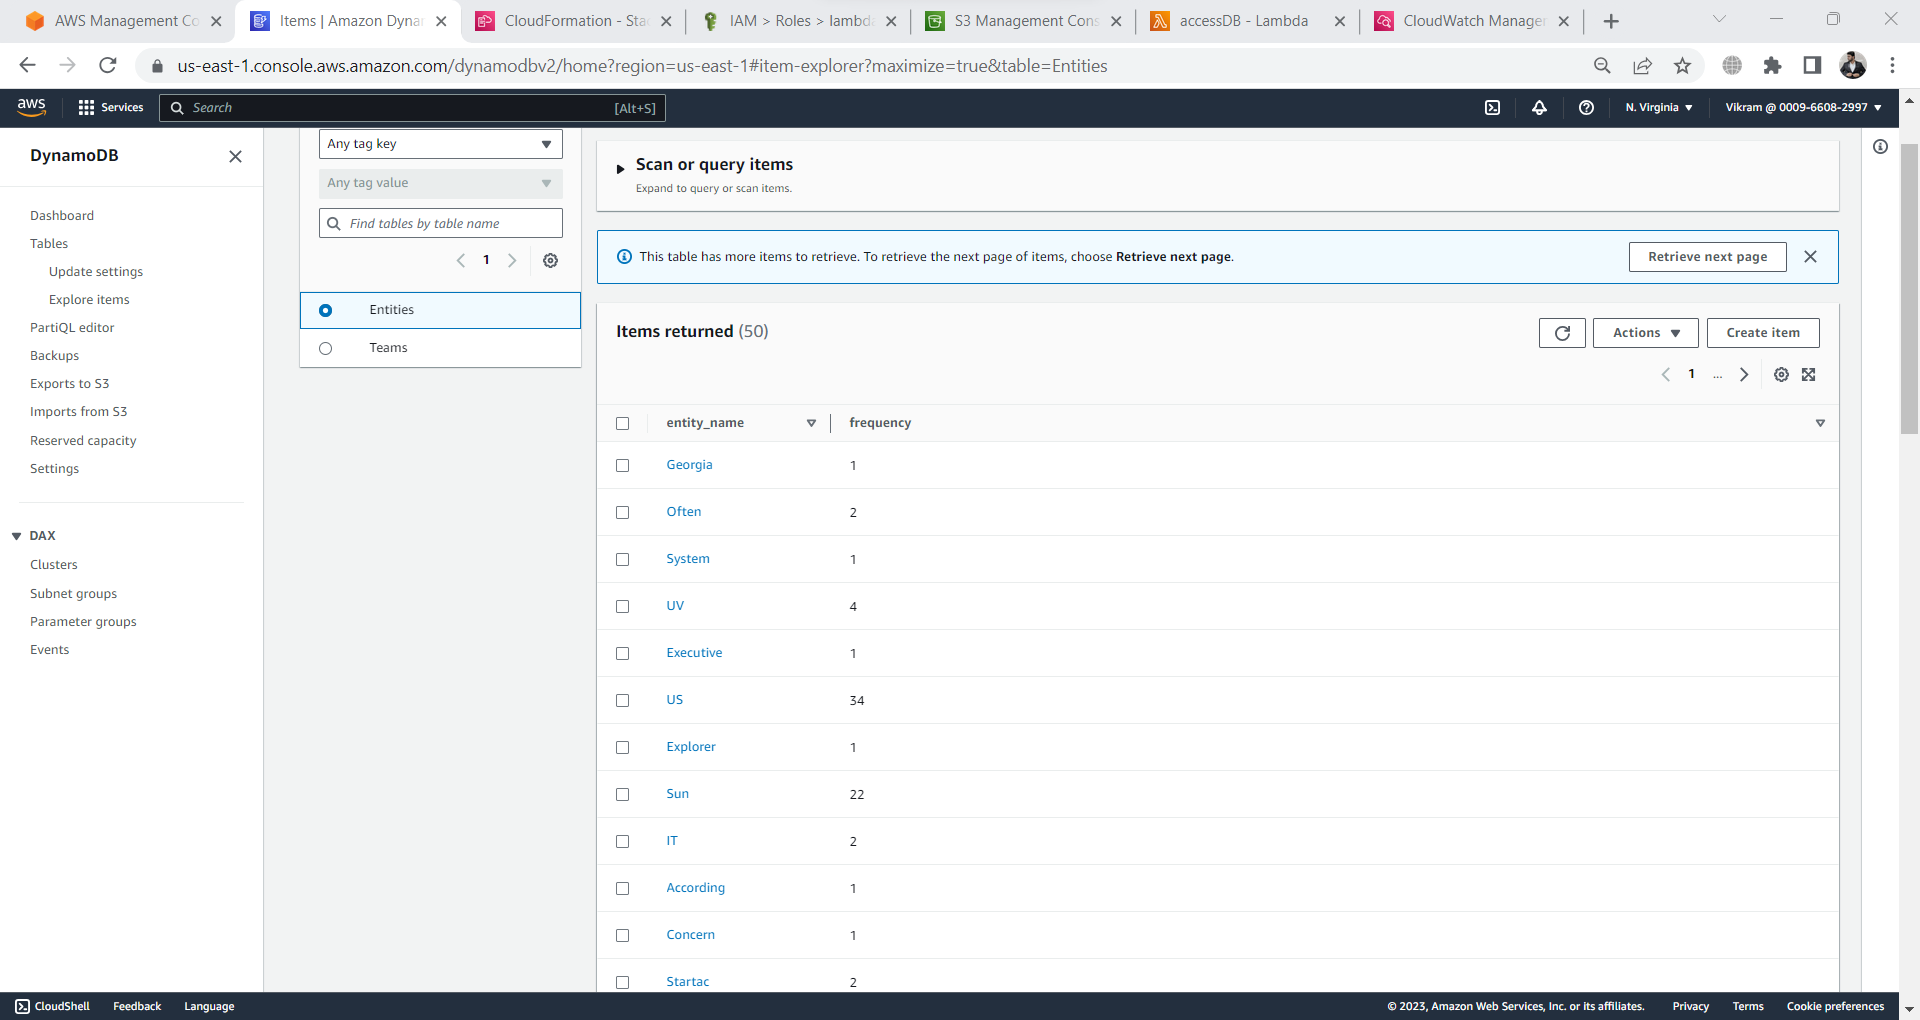 AWS Management Co
Items | Amazon Dyna
CloudFormation - Sta
IAM > Roles > lambda
S3 Management Cons
accessDB - Lambda
CloudWatch Manager
us-east-1.console.aws.amazon.com/dynamodbv2/home?region=us-east-1#item-explorer?maximize=true&table=Entities
aws
Services
Search
[Alt+S]
N. Virginia
Vikram @ 0009-6608-2997
DynamoDB
Dashboard
Tables
Update settings
Explore items
PartiQL editor
Backups
Exports to S3
Imports from S3
Reserved capacity
Settings
DAX
Clusters
Subnet groups
Parameter groups
Events
Any tag key
Any tag value
Find tables by table name
1
Entities
Teams
Scan or query items
Expand to query or scan items.
This table has more items to retrieve. To retrieve the next page of items, choose Retrieve next page.
Retrieve next page
Items returned (50)
Actions
Create item
1 ...
entity_name frequency
Georgia 1
Often 2
System 1
UV 4
Executive 1
US 34
Explorer 1
Sun 22
IT 2
According 1
Concern 1
Startac 2
CloudShell Feedback Language
© 2023, Amazon Web Services, Inc. or its affiliates. Privacy Terms Cookie preferences